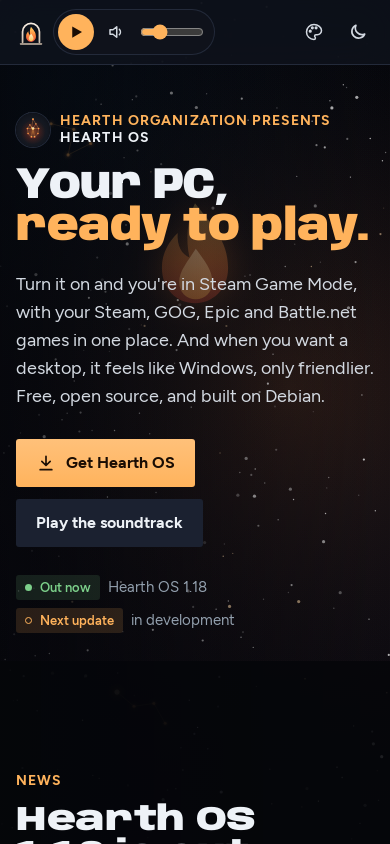 HEARTH ORGANIZATION PRESENTS
HEARTH OS
Your PC,
ready to play.
Turn it on and you're in Steam Game Mode,
with your Steam, GOG, Epic and Battle.net
games in one place. And when you want a
desktop, it feels like Windows, only friendlier.
Free, open source, and built on Debian.
Get Hearth OS
Play the soundtrack
Out now Hearth OS 1.18
Next update in development
NEWS
Hearth OS